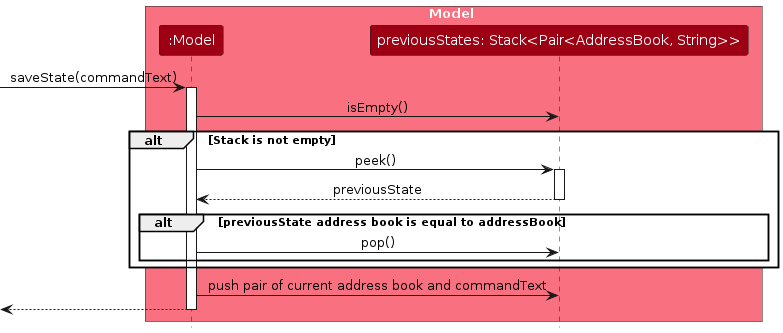 Model
:Model
previousStates: Stack<Pair<AddressBook, String>>
saveState(commandText)
isEmpty()
alt [Stack is not empty]
peek()
previousState
alt [previousState address book is equal to addressBook]
pop()
push pair of current address book and commandText